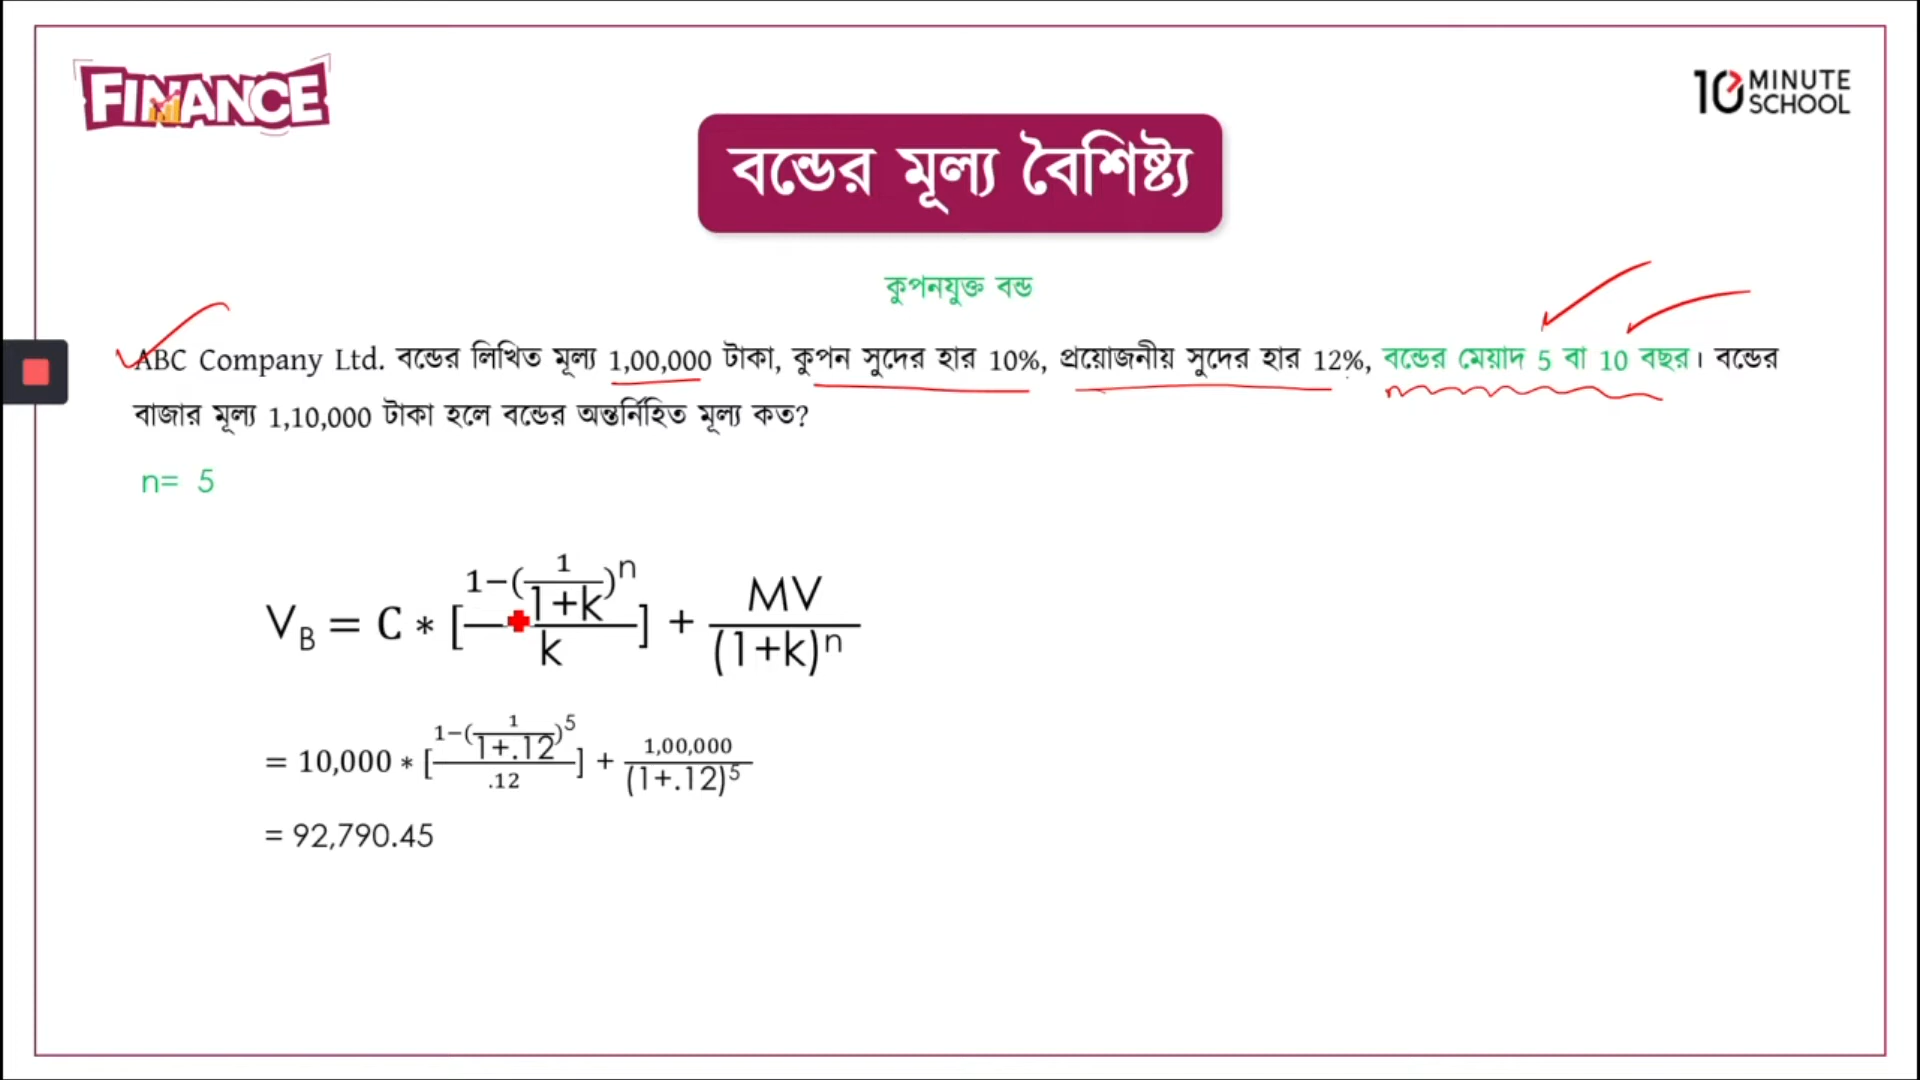 FINANCE
10 MINUTE SCHOOL
বন্ডের মূল্য বৈশিষ্ট্য
কুপনযুক্ত বন্ড
ABC Company Ltd. বন্ডের লিখিত মূল্য 1,00,000 টাকা, কুপন সুদের হার 10%, প্রয়োজনীয় সুদের হার 12%, বন্ডের মেয়াদ 5 বা 10 বছর। বন্ডের
বাজার মূল্য 1,10,000 টাকা হলে বন্ডের অন্তর্নিহিত মূল্য কত?
n= 5
V_B = C * [(1-(1/(1+k))^n)/k] + MV/(1+k)^n
= 10,000 * [(1-(1/(1+.12))^5)/.12] + 1,00,000/(1+.12)^5
= 92,790.45